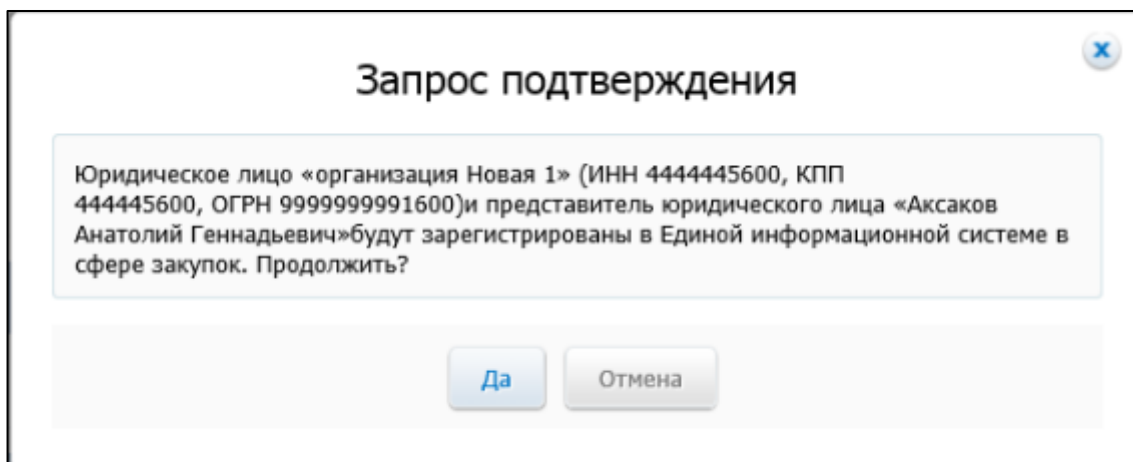 Запрос подтверждения
Юридическое лицо «организация Новая 1» (ИНН 4444445600, КПП
444445600, ОГРН 9999999991600)и представитель юридического лица «Аксаков
Анатолий Геннадьевич»будут зарегистрированы в Единой информационной системе в
сфере закупок. Продолжить?
Да Отмена